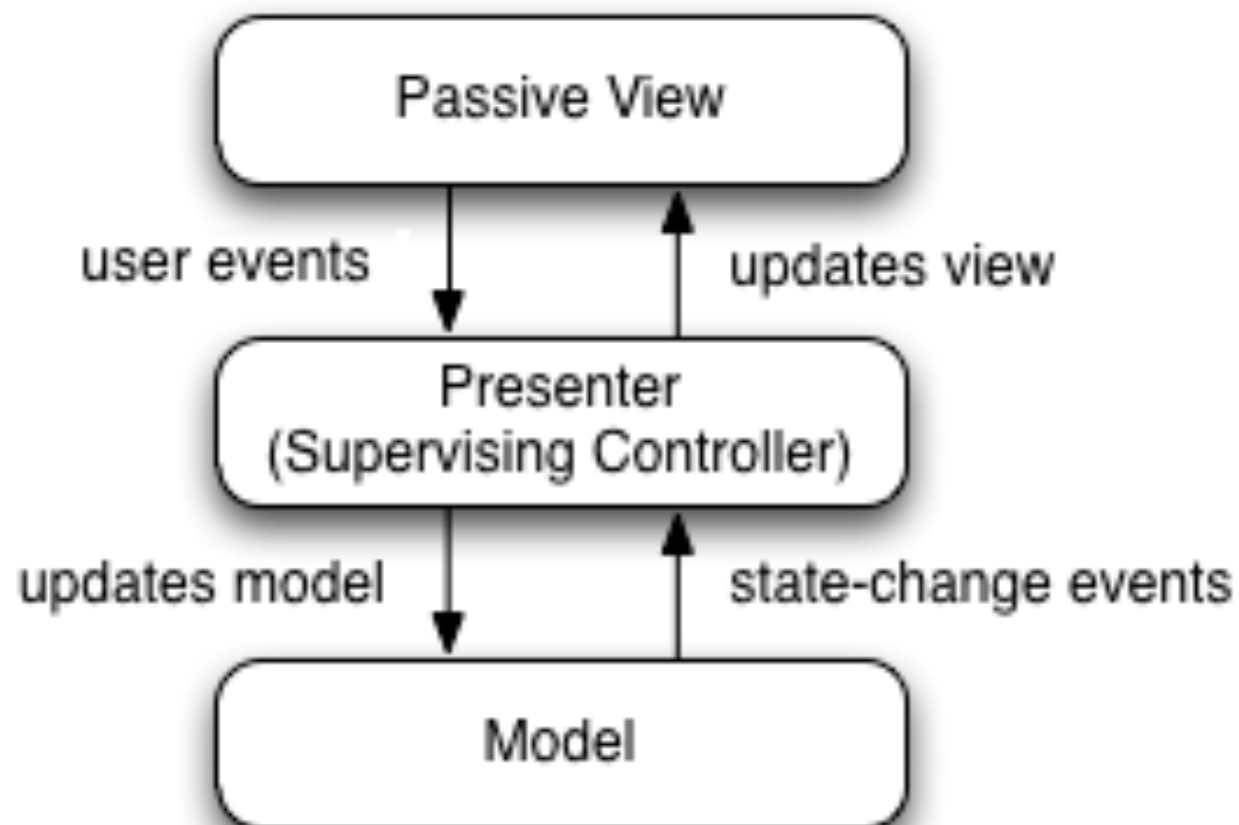 Passive View
user events
updates view
Presenter
(Supervising Controller)
updates model
state-change events
Model